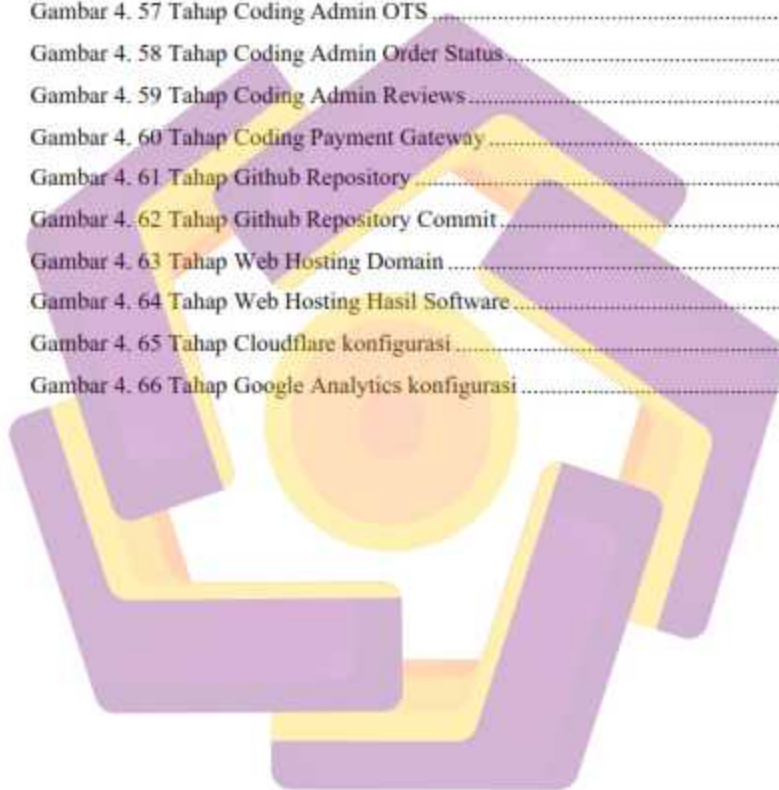 Gambar 4. 57 Tahap Coding Admin OTS ..........
Gambar 4. 58 Tahap Coding Admin Order Status ..........
Gambar 4. 59 Tahap Coding Admin Reviews ..........
Gambar 4. 60 Tahap Coding Payment Gateway ..........
Gambar 4. 61 Tahap Github Repository ..........
Gambar 4. 62 Tahap Github Repository Commit ..........
Gambar 4. 63 Tahap Web Hosting Domain ..........
Gambar 4. 64 Tahap Web Hosting Hasil Software ..........
Gambar 4. 65 Tahap Cloudflare konfigurasi ..........
Gambar 4. 66 Tahap Google Analytics konfigurasi ..........